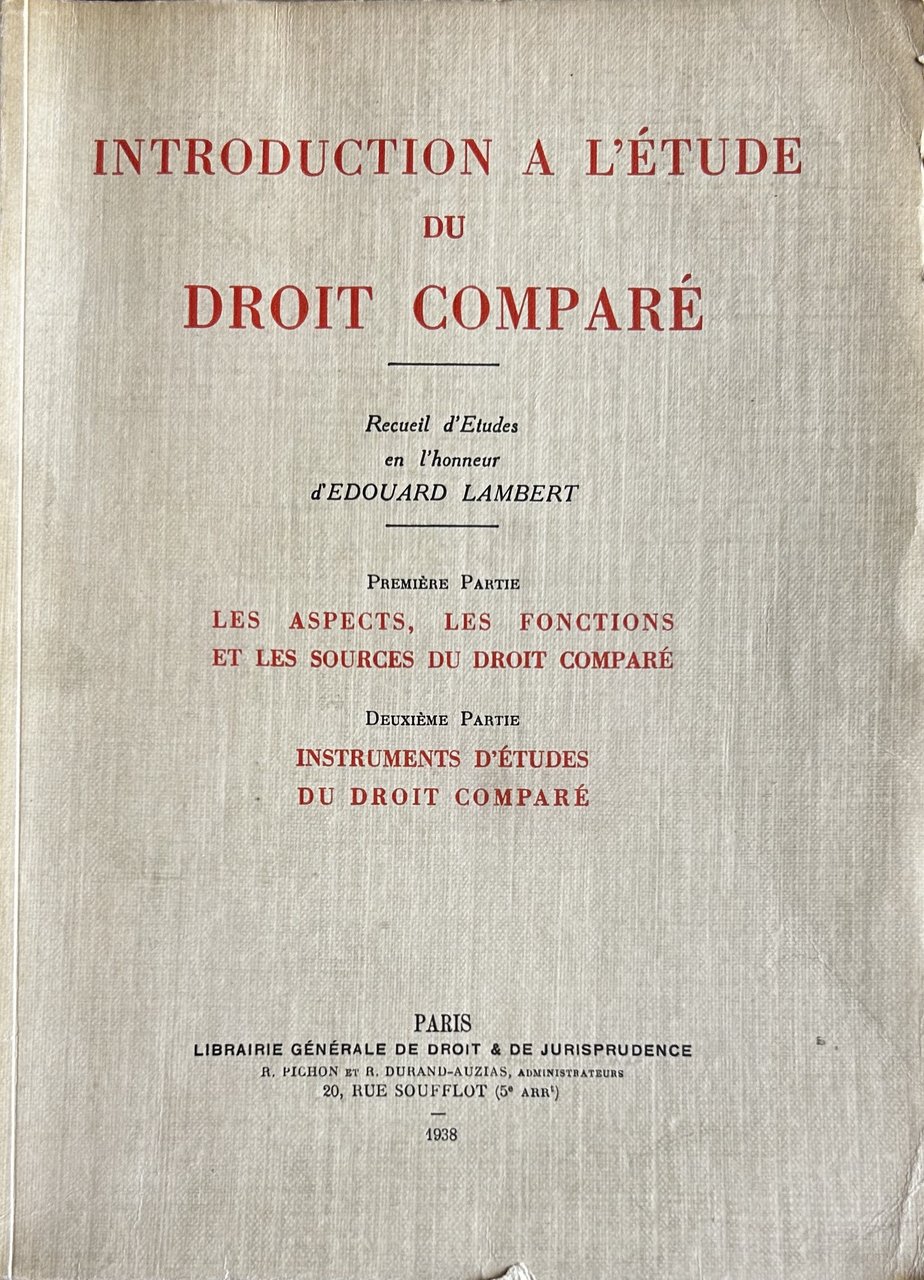 INTRODUCTION A L'ÉTUDE
DU
DROIT COMPARÉ
Recueil d'Etudes
en l'honneur
d'EDOUARD LAMBERT
PREMIÈRE PARTIE
LES ASPECTS, LES FONCTIONS
ET LES SOURCES DU DROIT COMPARÉ
DEUXIÈME PARTIE
INSTRUMENTS D'ÉTUDES
DU DROIT COMPARÉ
PARIS
LIBRAIRIE GÉNÉRALE DE DROIT & DE JURISPRUDENCE
R. PICHON ET R. DURAND-AUZIAS, ADMINISTRATEURS
20, RUE SOUFFLOT (5e ARRt)
1938